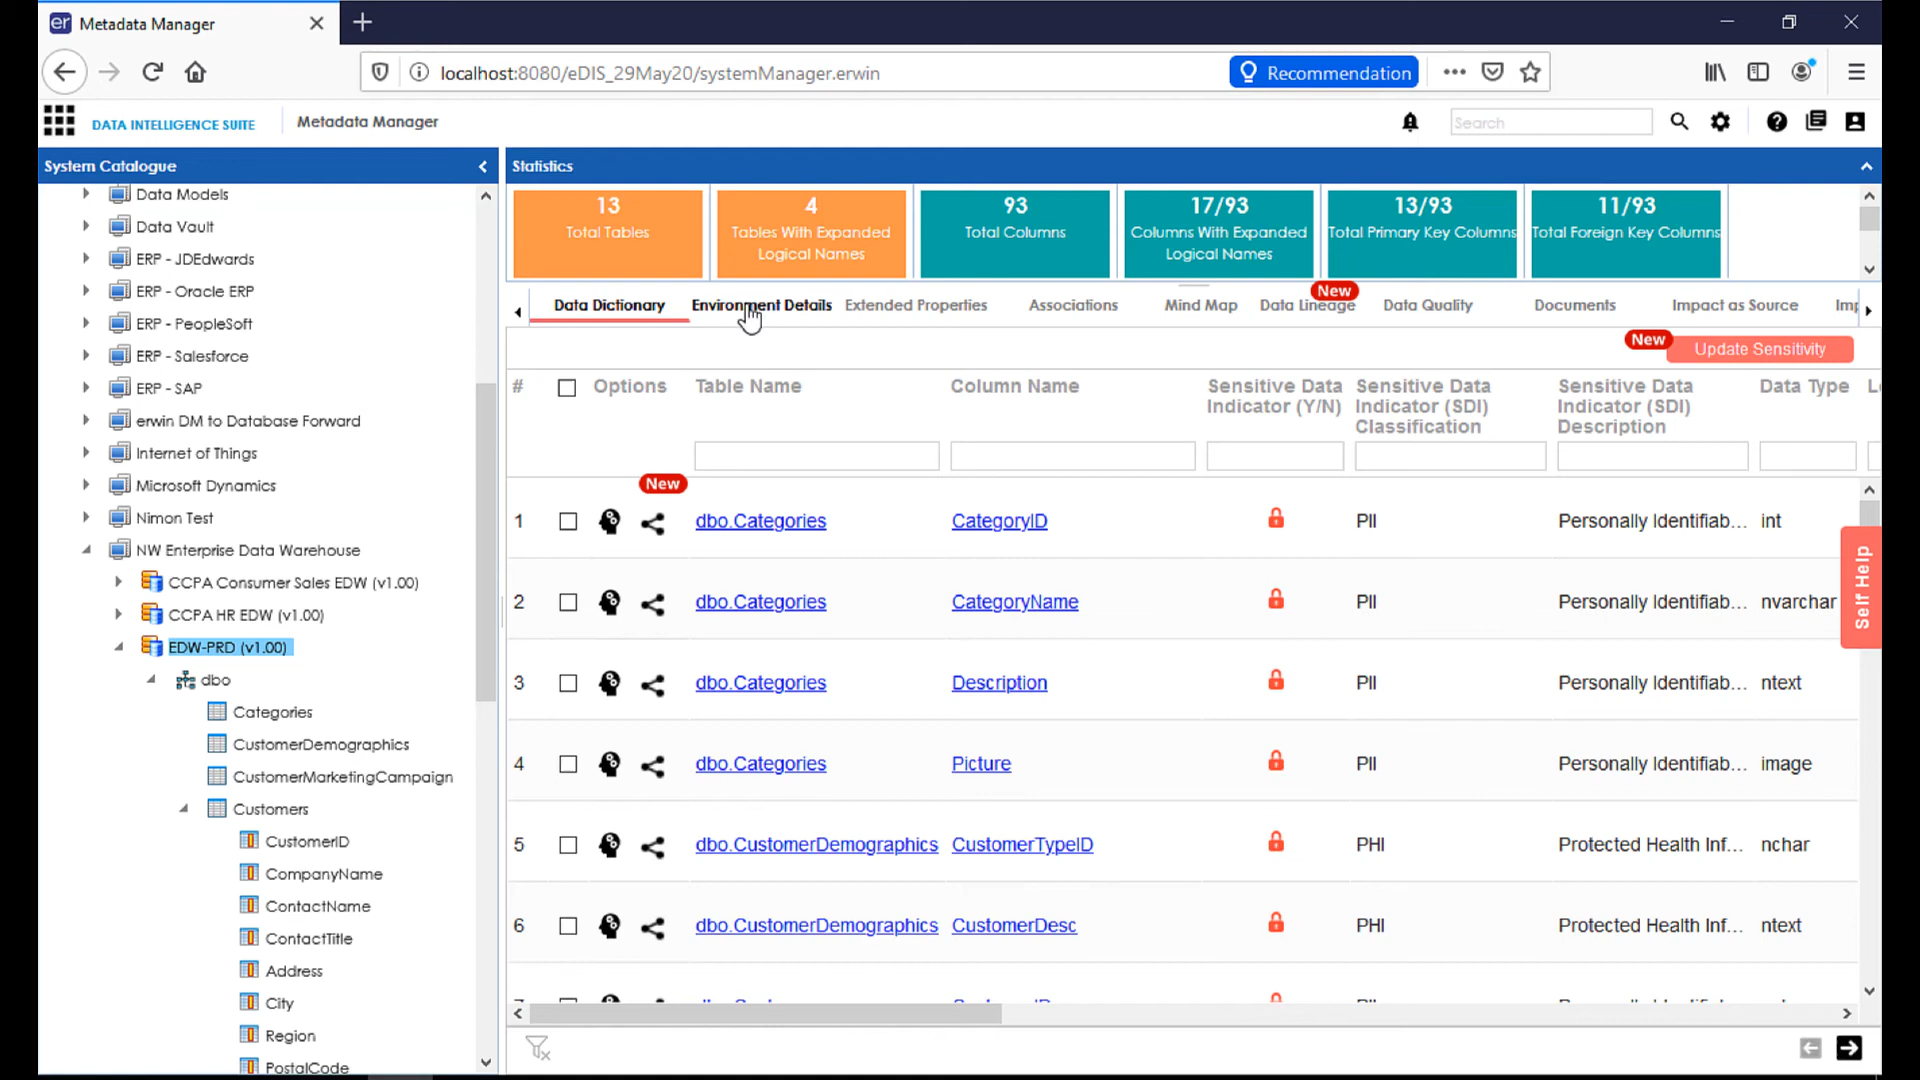 er Metadata Manager
localhost:8080/eDIS_29May20/systemManager.erwin
Recommendation
DATA INTELLIGENCE SUITE
Metadata Manager
Search
System Catalogue
Data Models
Data Vault
ERP - JDEdwards
ERP - Oracle ERP
ERP - PeopleSoft
ERP - Salesforce
ERP - SAP
erwin DM to Database Forward
Internet of Things
Microsoft Dynamics
Nimon Test
NW Enterprise Data Warehouse
CCPA Consumer Sales EDW (v1.00)
CCPA HR EDW (v1.00)
EDW-PRD (v1.00)
dbo
Categories
CustomerDemographics
CustomerMarketingCampaign
Customers
CustomerID
CompanyName
ContactName
ContactTitle
Address
City
Region
PostalCode
Statistics
13
Total Tables
4
Tables With Expanded
Logical Names
93
Total Columns
17/93
Columns With Expanded
Logical Names
13/93
Total Primary Key Columns
11/93
Total Foreign Key Columns
Data Dictionary
Environment Details
Extended Properties
Associations
Mind Map
New
Data Lineage
Data Quality
Documents
Impact as Source
Imp
New
Update Sensitivity
# Options Table Name Column Name
Sensitive Data
Indicator (Y/N)
Sensitive Data
Indicator (SDI)
Classification
Sensitive Data
Indicator (SDI)
Description
Data Type
New
1 dbo.Categories CategoryID PII Personally Identifiab... int
2 dbo.Categories CategoryName PII Personally Identifiab... nvarchar
3 dbo.Categories Description PII Personally Identifiab... ntext
4 dbo.Categories Picture PII Personally Identifiab... image
5 dbo.CustomerDemographics CustomerTypeID PHI Protected Health Inf... nchar
6 dbo.CustomerDemographics CustomerDesc PHI Protected Health Inf... ntext
Self Help